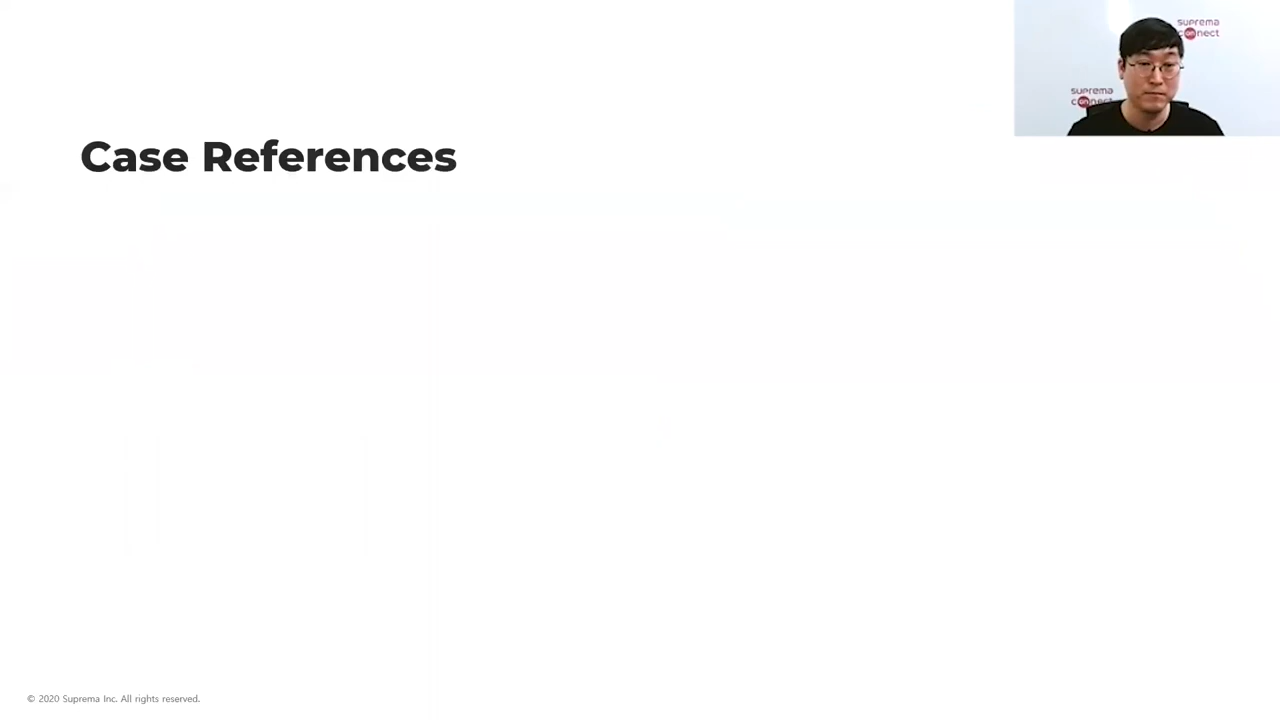 suprema
connect
suprema
connect
Case References
© 2020 Suprema Inc. All rights reserved.